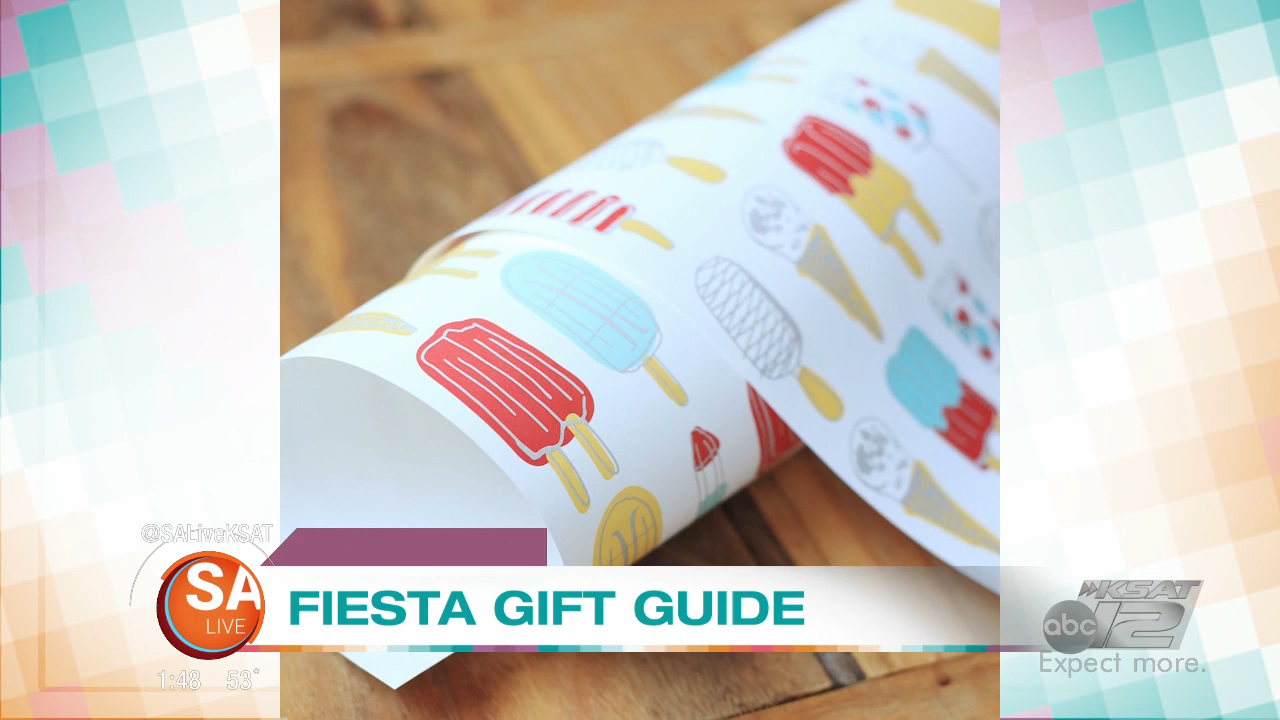 @SALiveKSAT
SA
LIVE
FIESTA GIFT GUIDE
1:48 53°
KSAT
abc 12
Expect more.